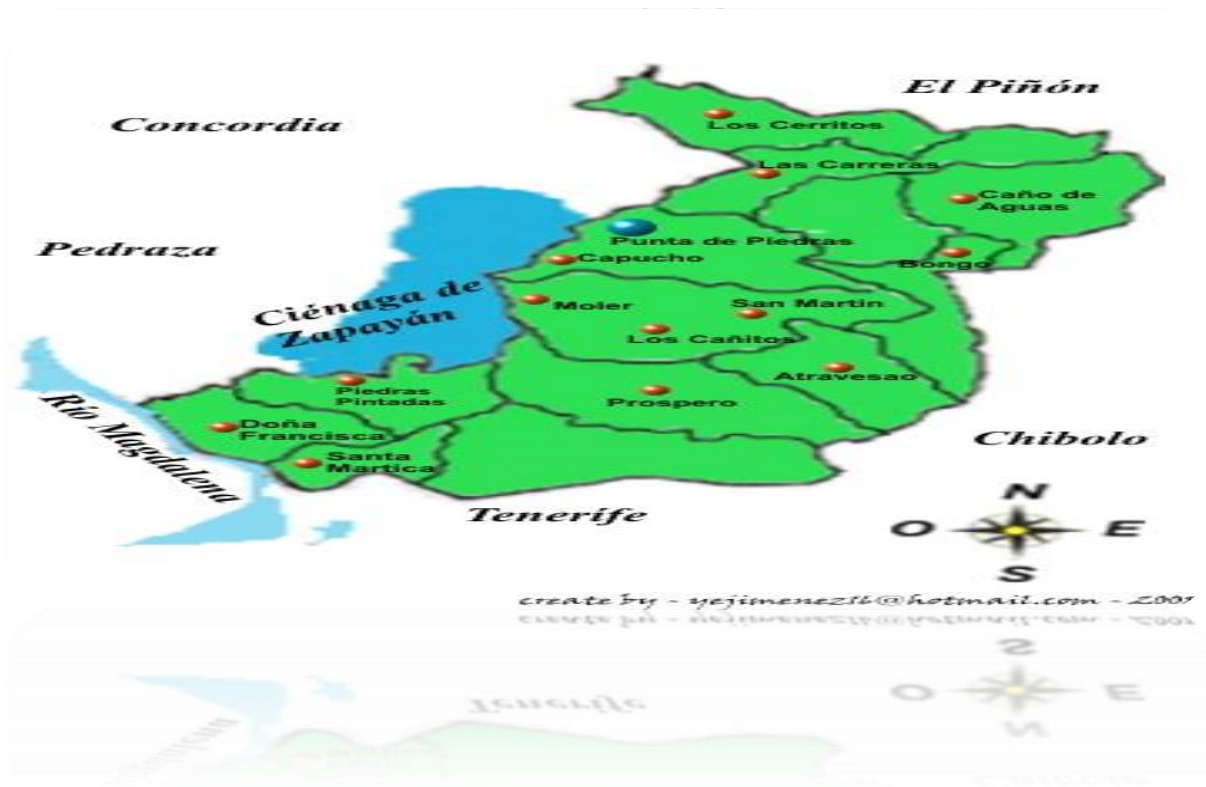 El Piñón
Concordia
Los Cerritos
Las Carreras
Caño de
Aguas
Pedraza
Punta de Piedras
Capucho
Bongo
Ciénaga de
Zapayán
Moler
San Martin
Los Cañitos
Atravesao
Piedras
Pintadas
Prospero
Río Magdalena
Doña
Francisca
Santa
Martica
Chibolo
Tenerife
N
O
E
S
create by - yejimenez16@hotmail.com -